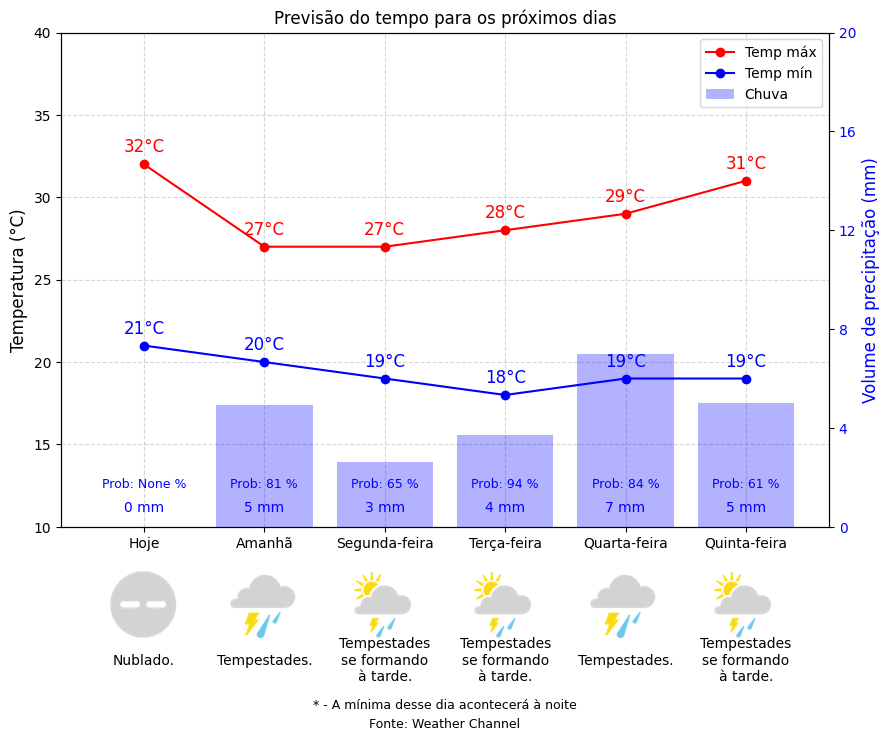 Previsão do tempo para os próximos dias
40
35
30
25
20
15
10
Temperatura (°C)
20
16
12
8
4
0
Volume de precipitação (mm)
Temp máx
Temp mín
Chuva
32°C
27°C
27°C
28°C
29°C
31°C
21°C
20°C
19°C
18°C
19°C
19°C
Prob: None %
Prob: 81 %
Prob: 65 %
Prob: 94 %
Prob: 84 %
Prob: 61 %
0 mm
5 mm
3 mm
4 mm
7 mm
5 mm
Hoje
Amanhã
Segunda-feira
Terça-feira
Quarta-feira
Quinta-feira
Nublado.
Tempestades.
Tempestades
se formando
à tarde.
Tempestades
se formando
à tarde.
Tempestades.
Tempestades
se formando
à tarde.
* - A mínima desse dia acontecerá à noite
Fonte: Weather Channel